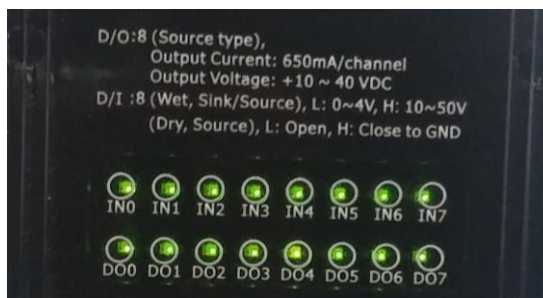 D/O:8 (Source type),
Output Current: 650mA/channel
Output Voltage: +10 ~ 40 VDC
D/I :8 (Wet, Sink/Source), L: 0~4V, H: 10~50V
(Dry, Source), L: Open, H: Close to GND
IN0 IN1 IN2 IN3 IN4 IN5 IN6 IN7
DO0 DO1 DO2 DO3 DO4 DO5 DO6 DO7